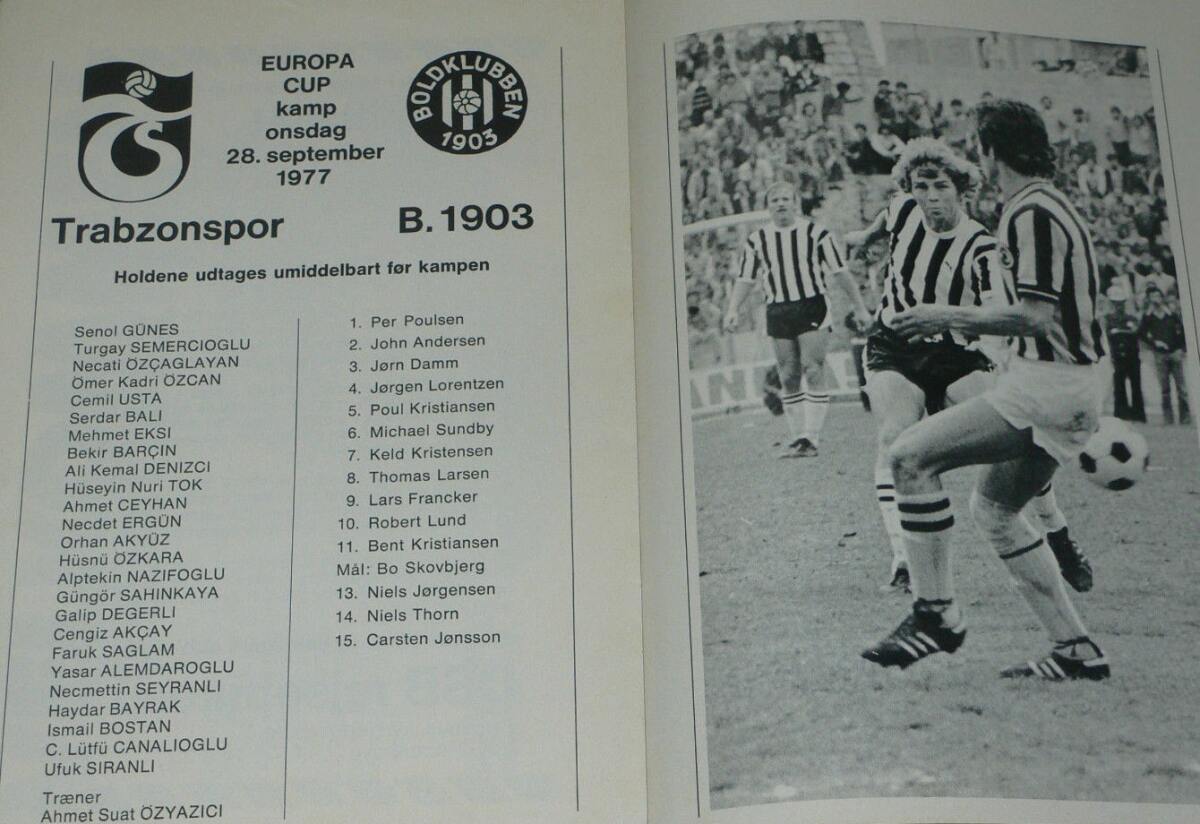 EUROPA
CUP
kamp
onsdag
28. september
1977
BOLDKLUBBEN
1903
Trabzonspor
B. 1903
Holdene udtages umiddelbart før kampen
Senol GÜNES
Turgay SEMERCIOGLU
Necati ÖZÇAGLAYAN
Ömer Kadri ÖZCAN
Cemil USTA
Serdar BALI
Mehmet EKSI
Bekir BARÇIN
Ali Kemal DENIZCI
Hüseyin Nuri TOK
Ahmet CEYHAN
Necdet ERGÜN
Orhan AKYÜZ
Hüsnü ÖZKARA
Alptekin NAZIFOGLU
Güngör SAHINKAYA
Galip DEGERLI
Cengiz AKÇAY
Faruk SAGLAM
Yasar ALEMDAROGLU
Necmettin SEYRANLI
Haydar BAYRAK
Ismail BOSTAN
C. Lütfü CANALIOGLU
Ufuk SIRANLI
Træner
Ahmet Suat ÖZYAZICI
1. Per Poulsen
2. John Andersen
3. Jørn Damm
4. Jørgen Lorentzen
5. Poul Kristiansen
6. Michael Sundby
7. Keld Kristensen
8. Thomas Larsen
9. Lars Francker
10. Robert Lund
11. Bent Kristiansen
Mål: Bo Skovbjerg
13. Niels Jørgensen
14. Niels Thorn
15. Carsten Jønsson